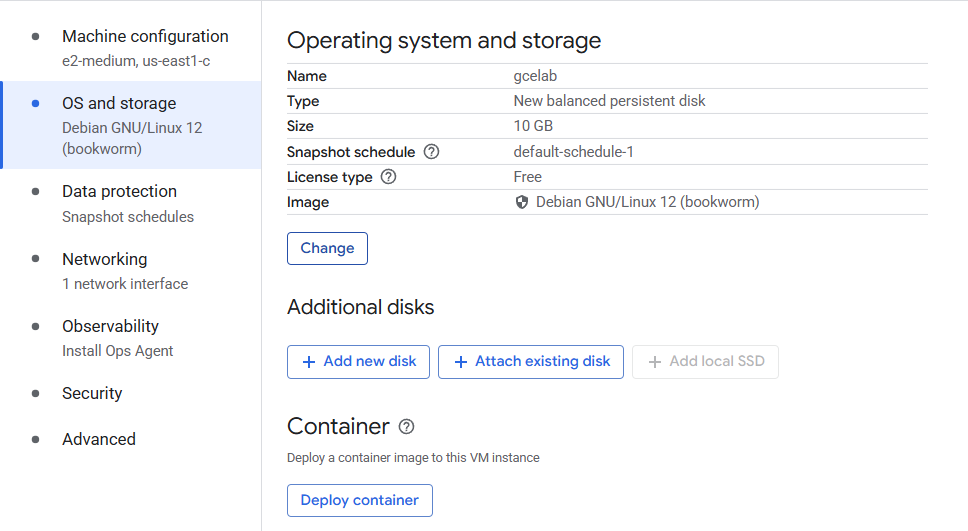 Machine configuration
e2-medium, us-east1-c
OS and storage
Debian GNU/Linux 12
(bookworm)
Data protection
Snapshot schedules
Networking
1 network interface
Observability
Install Ops Agent
Security
Advanced
Operating system and storage
Name gcelab
Type New balanced persistent disk
Size 10 GB
Snapshot schedule default-schedule-1
License type Free
Image Debian GNU/Linux 12 (bookworm)
Change
Additional disks
+ Add new disk + Attach existing disk + Add local SSD
Container
Deploy a container image to this VM instance
Deploy container